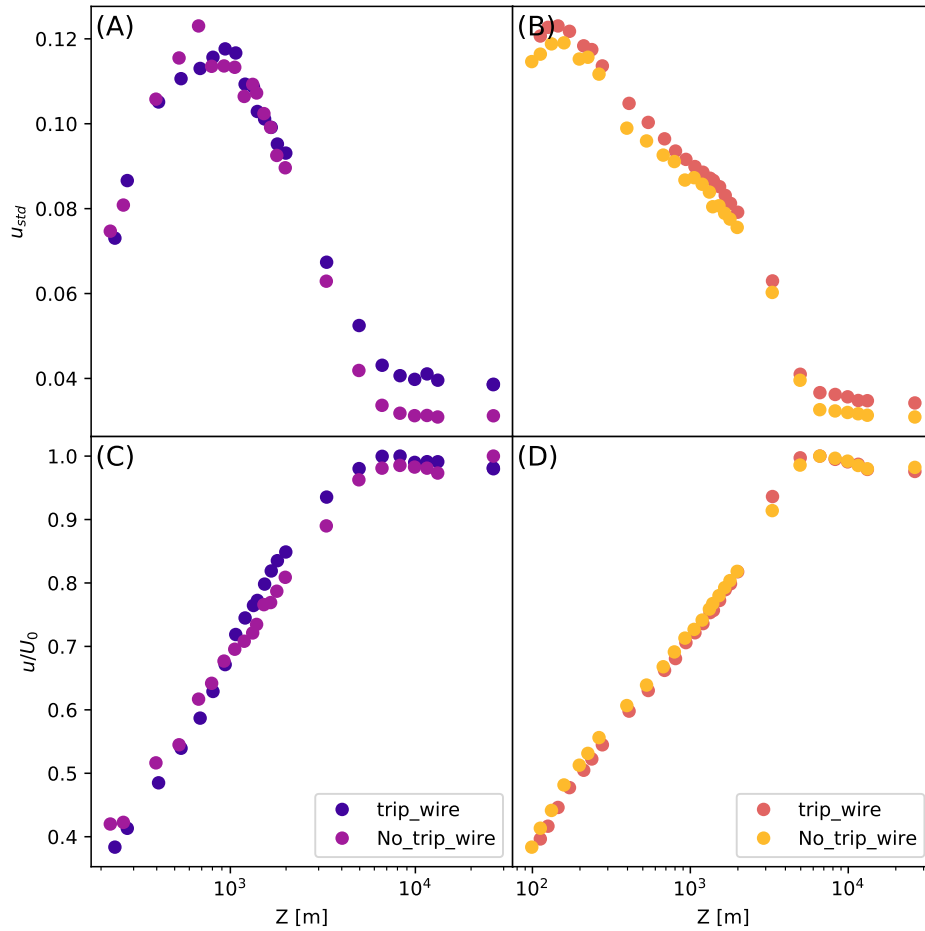 (A)
(B)
0.12
0.10
0.08
0.06
0.04
u_{std}
(C)
(D)
1.0
0.9
0.8
0.7
0.6
0.5
0.4
u/U_0
trip_wire
No_trip_wire
trip_wire
No_trip_wire
10^3
10^4
10^2
10^3
10^4
Z [m]
Z [m]